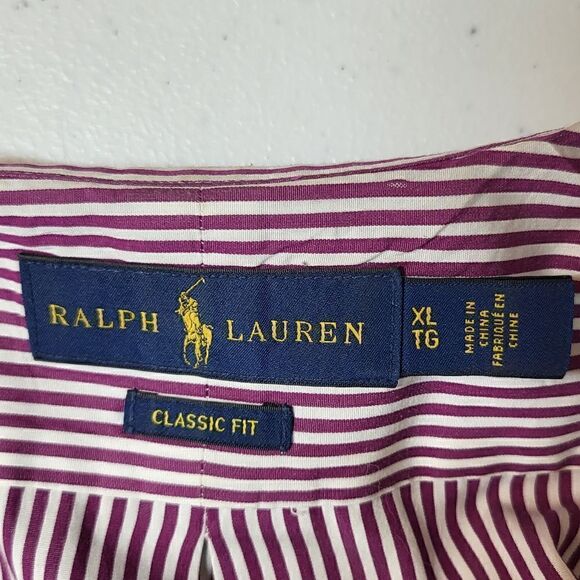 RALPH LAUREN
XL
TG
MADE IN
CHINA
FABRIQUÉ EN
CHINE
CLASSIC FIT